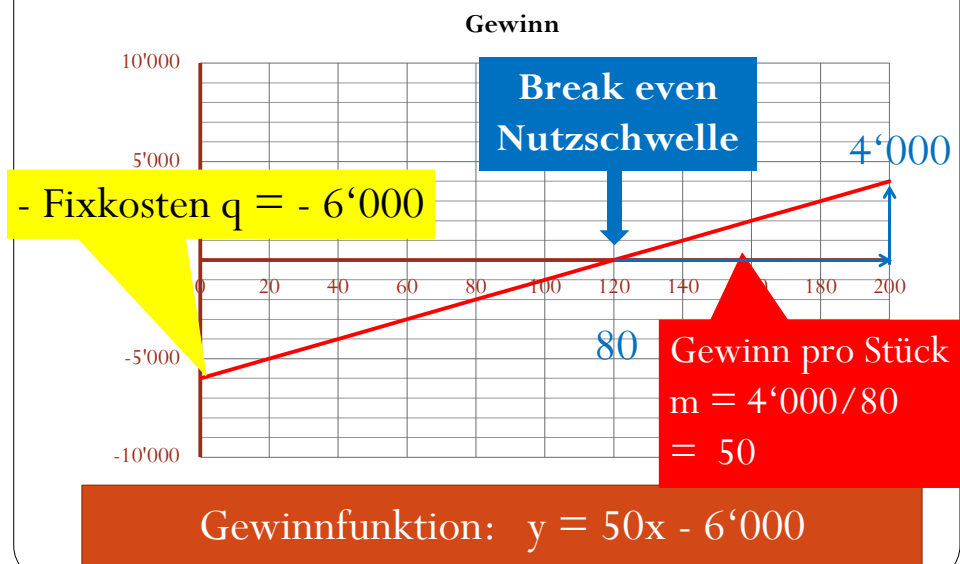 Gewinn
10'000
Break even
Nutzschwelle
5'000
4‘000
- Fixkosten q = - 6‘000
0 20 40 60 80 100 120 140 180 200
-5'000
80
Gewinn pro Stück
m = 4‘000/80
= 50
-10'000
Gewinnfunktion: y = 50x - 6‘000